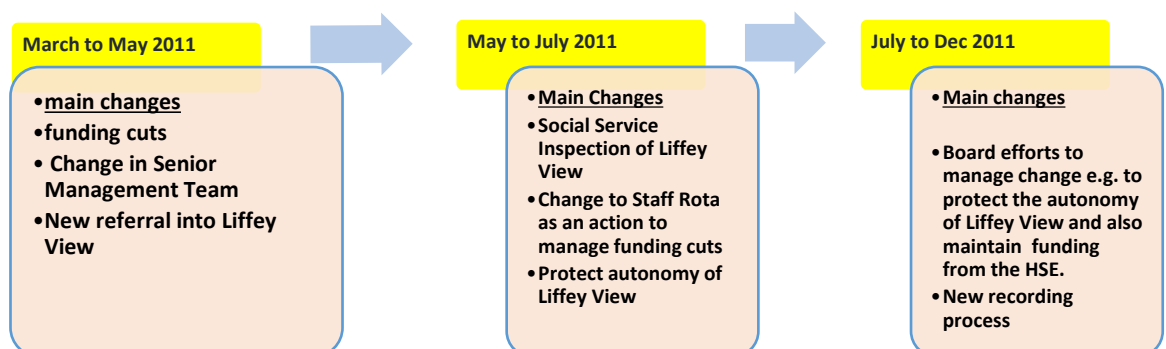 March to May 2011
•main changes
•funding cuts
• Change in Senior
Management Team
•New referral into Liffey
View
May to July 2011
•Main Changes
•Social Service
Inspection of Liffey
View
•Change to Staff Rota
as an action to
manage funding cuts
•Protect autonomy of
Liffey View
July to Dec 2011
•Main changes
•Board efforts to
manage change e.g. to
protect the autonomy
of Liffey View and also
maintain funding
from the HSE.
•New recording
process